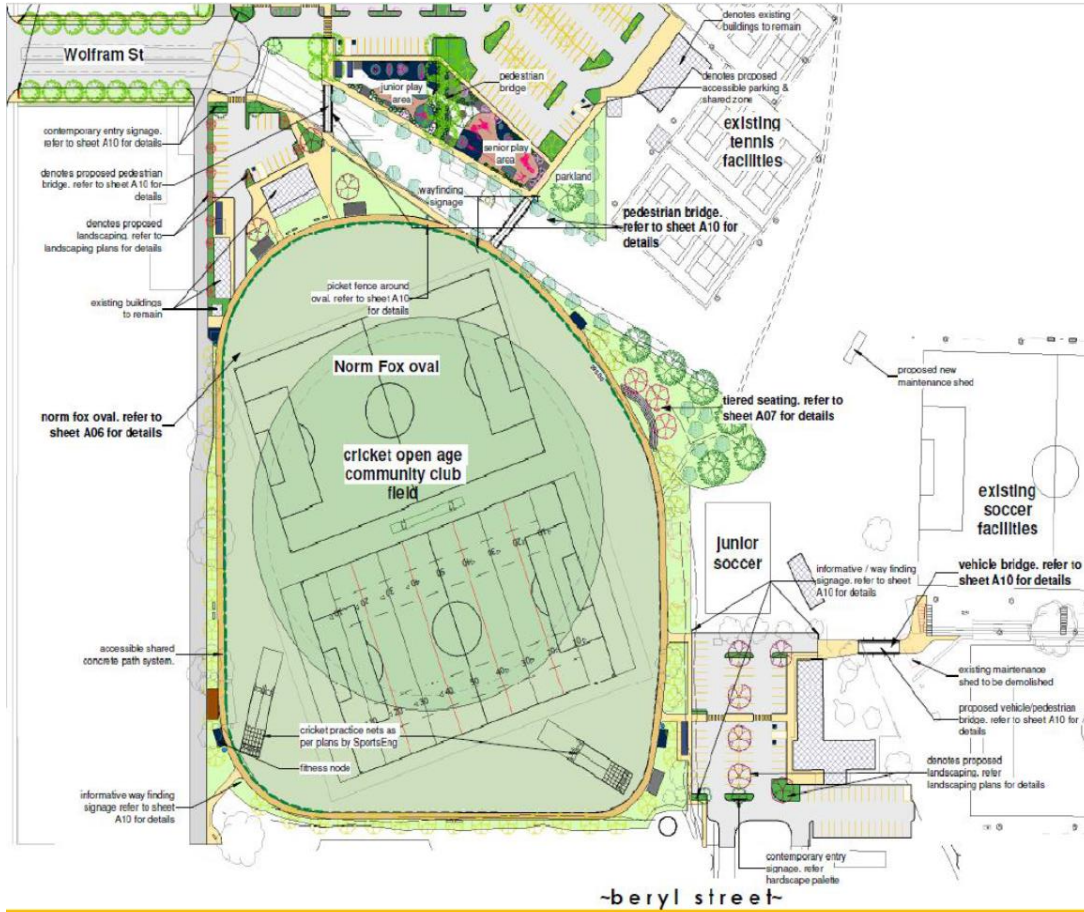 Wolfram St
denotes existing
buildings to remain
denotes proposed
accessible parking &
shared zone
pedestrian
bridge
junior play
area
senior play
area
existing
tennis
facilities
parkland
contemporary entry signage.
refer to sheet A10 for details
denotes proposed pedestrian
bridge. refer to sheet A10 for
details
denotes proposed
landscaping. refer to
landscaping plans for details
wayfinding
signage
pedestrian bridge.
refer to sheet A10 for
details
existing buildings
to remain
picket fence around
oval. refer to sheet A10
for details
Norm Fox oval
norm fox oval. refer to
sheet A06 for details
proposed new
maintenance shed
tiered seating. refer to
sheet A07 for details
cricket open age
community club
field
existing
soccer
facilities
junior
soccer
informative / way finding
signage. refer to sheet
A10 for details
vehicle bridge. refer to
sheet A10 for details
accessible shared
concrete path system.
existing maintenance
shed to be demolished
proposed vehicle/pedestrian
bridge. refer to sheet A10 for
details
cricket practice nets as
per plans by SportsEng
fitness node
denotes proposed
landscaping, refer
landscaping plans for details
informative way finding
signage refer to sheet
A10 for details
contemporary entry
signage. refer
hardscape palette
~beryl street~